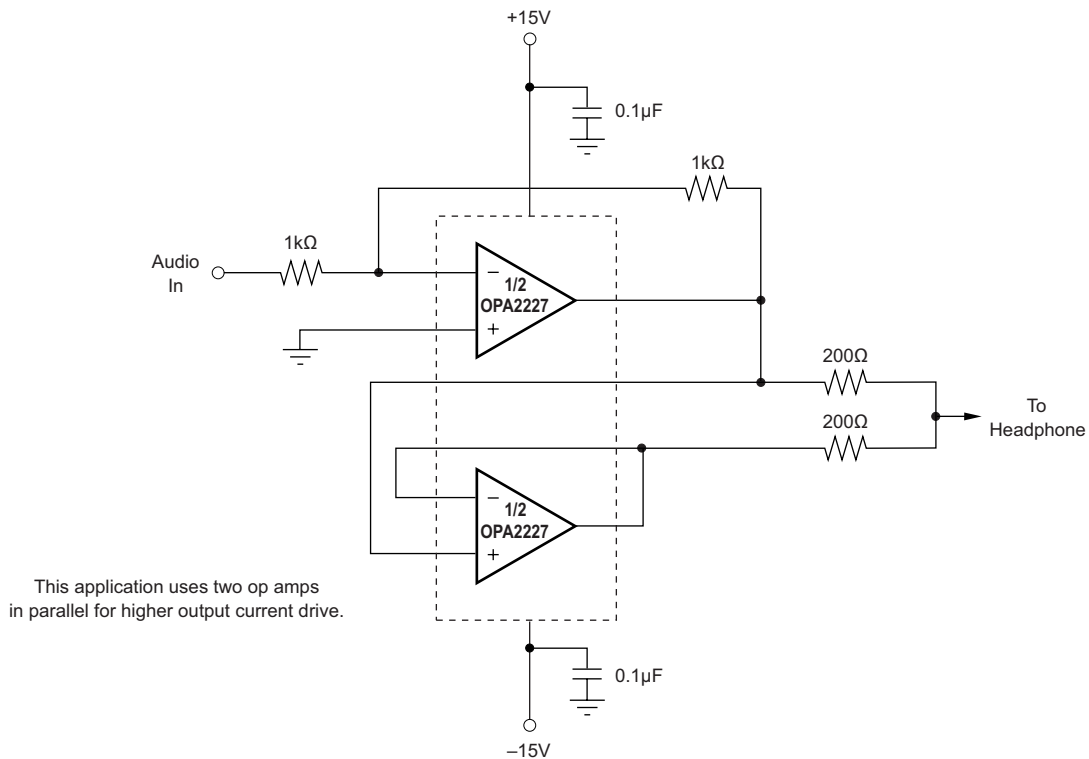 +15V
0.1µF
1kΩ
1kΩ
Audio
In
–
1/2
OPA2227
+
200Ω
200Ω
To
Headphone
–
1/2
OPA2227
+
This application uses two op amps
in parallel for higher output current drive.
0.1µF
–15V